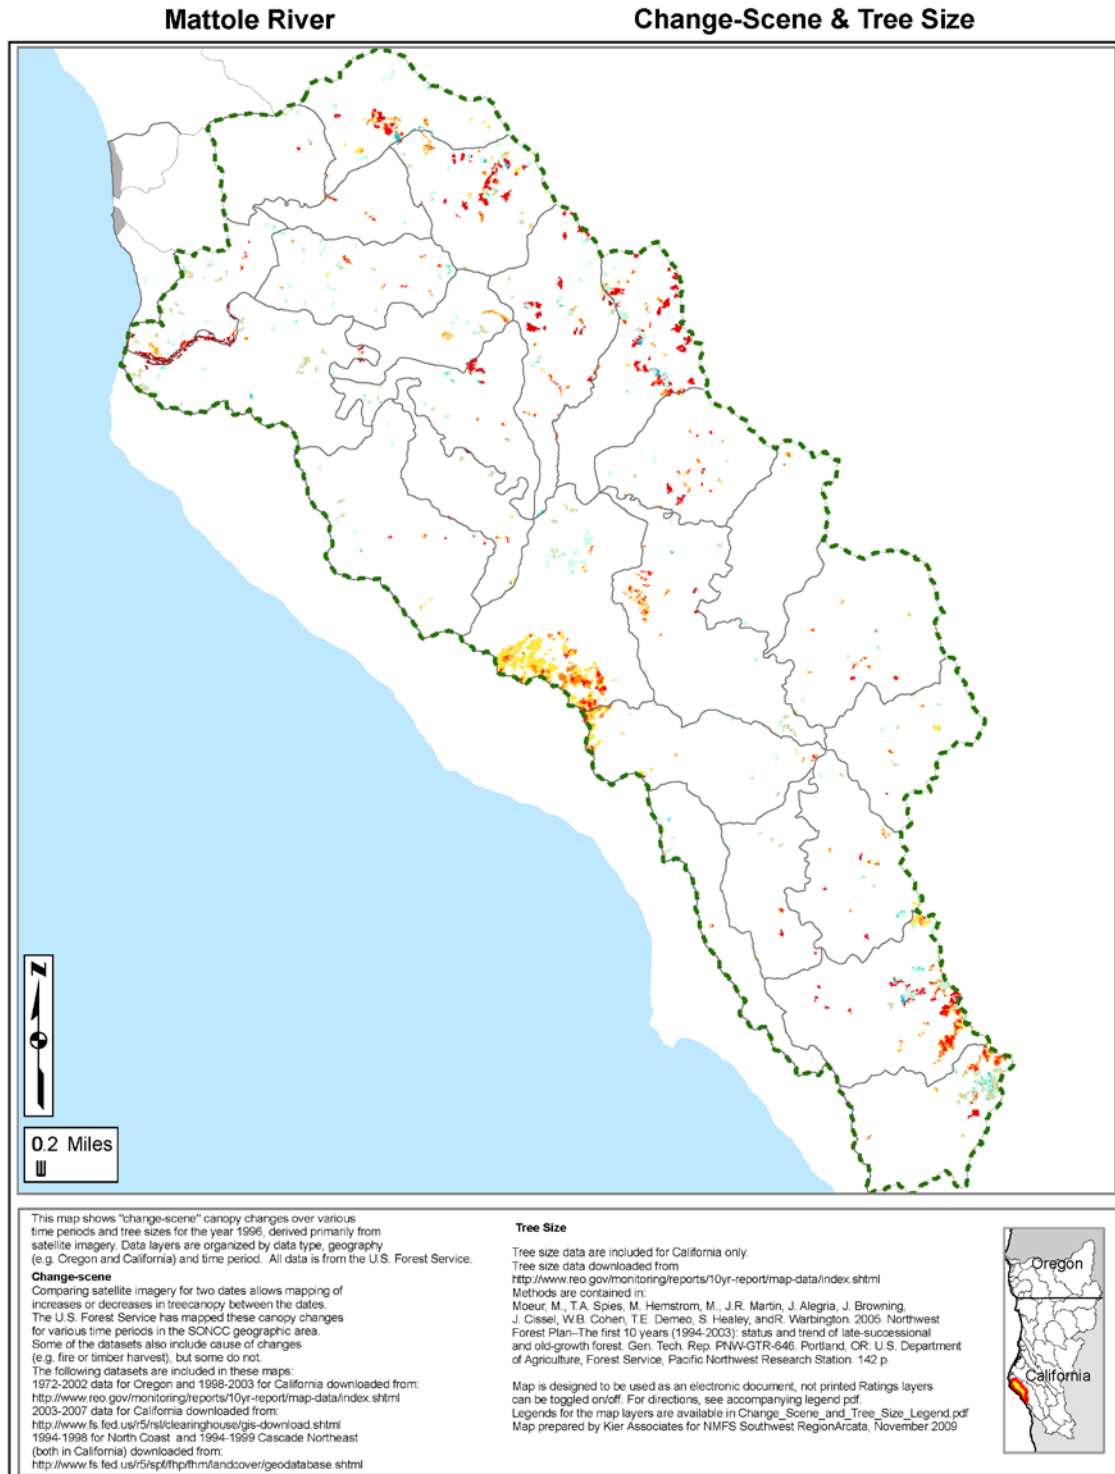 Mattole River
Change-Scene & Tree Size
N
0.2 Miles
This map shows "change-scene" canopy changes over various
time periods and tree sizes for the year 1996, derived primarily from
satellite imagery. Data layers are organized by data type, geography
(e.g. Oregon and California) and time period. All data is from the U.S. Forest Service.
Change-scene
Comparing satellite imagery for two dates allows mapping of
increases or decreases in treecanopy between the dates.
The U.S. Forest Service has mapped these canopy changes
for various time periods in the SONCC geographic area.
Some of the datasets also include cause of changes
(e.g. fire or timber harvest), but some do not.
The following datasets are included in these maps:
1972-2002 data for Oregon and 1998-2003 for California downloaded from:
http://www.reo.gov/monitoring/reports/10yr-report/map-data/index.shtml
2003-2007 data for California downloaded from:
http://www.fs.fed.us/r5/rsl/clearinghouse/gis-download.shtml
1994-1998 for North Coast and 1994-1999 Cascade Northeast
(both in California) downloaded from:
http://www.fs.fed.us/r5/spf/fhp/fhm/landcover/geodatabase.shtml
Tree Size
Tree size data are included for California only.
Tree size data downloaded from
http://www.reo.gov/monitoring/reports/10yr-report/map-data/index.shtml
Methods are contained in:
Moeur, M., T.A. Spies, M. Hemstrom, M., J.R. Martin, J. Alegria, J. Browning,
J. Cissel, W.B. Cohen, T.E. Demeo, S. Healey, andR. Warbington. 2005. Northwest
Forest Plan–The first 10 years (1994-2003): status and trend of late-successional
and old-growth forest. Gen. Tech. Rep. PNW-GTR-646. Portland, OR: U.S. Department
of Agriculture, Forest Service, Pacific Northwest Research Station. 142 p.
Map is designed to be used as an electronic document, not printed Ratings layers
can be toggled on/off. For directions, see accompanying legend pdf.
Legends for the map layers are available in Change_Scene_and_Tree_Size_Legend.pdf
Map prepared by Kier Associates for NMFS Southwest RegionArcata, November 2009
Oregon
California